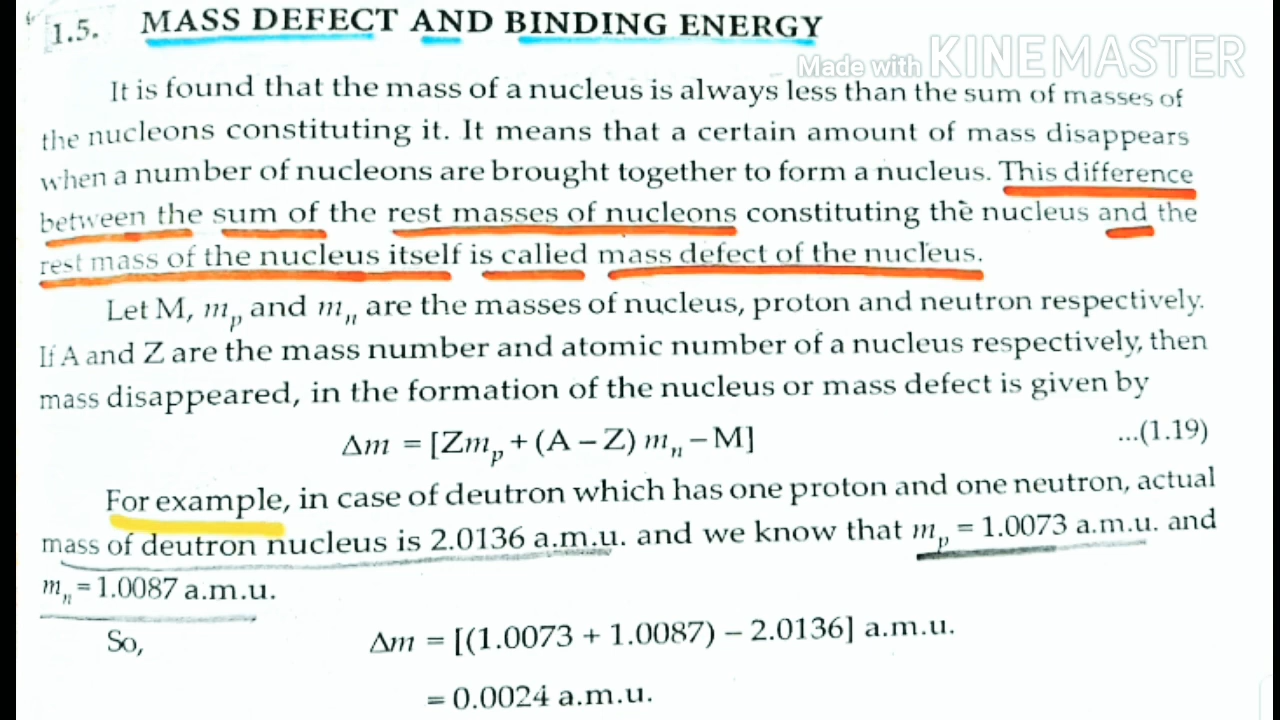 1.5. MASS DEFECT AND BINDING ENERGY
Made with KINEMASTER
It is found that the mass of a nucleus is always less than the sum of masses of
the nucleons constituting it. It means that a certain amount of mass disappears
when a number of nucleons are brought together to form a nucleus. This difference
between the sum of the rest masses of nucleons constituting the nucleus and the
rest mass of the nucleus itself is called mass defect of the nucleus.
Let M, mₚ and mₙ are the masses of nucleus, proton and neutron respectively.
If A and Z are the mass number and atomic number of a nucleus respectively, then
mass disappeared, in the formation of the nucleus or mass defect is given by
Δm = [Zmₚ + (A – Z) mₙ – M] ...(1.19)
For example, in case of deutron which has one proton and one neutron, actual
mass of deutron nucleus is 2.0136 a.m.u. and we know that mₚ = 1.0073 a.m.u. and
mₙ = 1.0087 a.m.u.
So, Δm = [(1.0073 + 1.0087) – 2.0136] a.m.u.
= 0.0024 a.m.u.